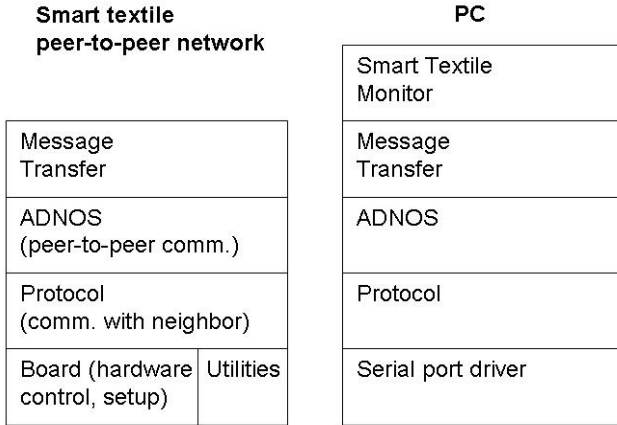 Smart textile
peer-to-peer network
Message
Transfer
ADNOS
(peer-to-peer comm.)
Protocol
(comm. with neighbor)
Board (hardware
control, setup)
Utilities
PC
Smart Textile
Monitor
Message
Transfer
ADNOS
Protocol
Serial port driver